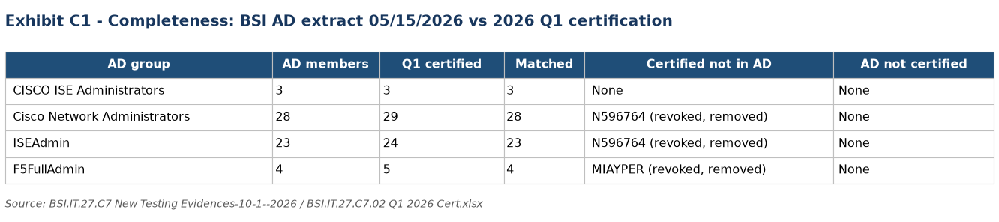 Exhibit C1 - Completeness: BSI AD extract 05/15/2026 vs 2026 Q1 certification
AD group AD members Q1 certified Matched Certified not in AD AD not certified
CISCO ISE Administrators 3 3 3 None None
Cisco Network Administrators 28 29 28 N596764 (revoked, removed) None
ISEAdmin 23 24 23 N596764 (revoked, removed) None
F5FullAdmin 4 5 4 MIAYPER (revoked, removed) None
Source: BSI.IT.27.C7 New Testing Evidences-10-1--2026 / BSI.IT.27.C7.02 Q1 2026 Cert.xlsx